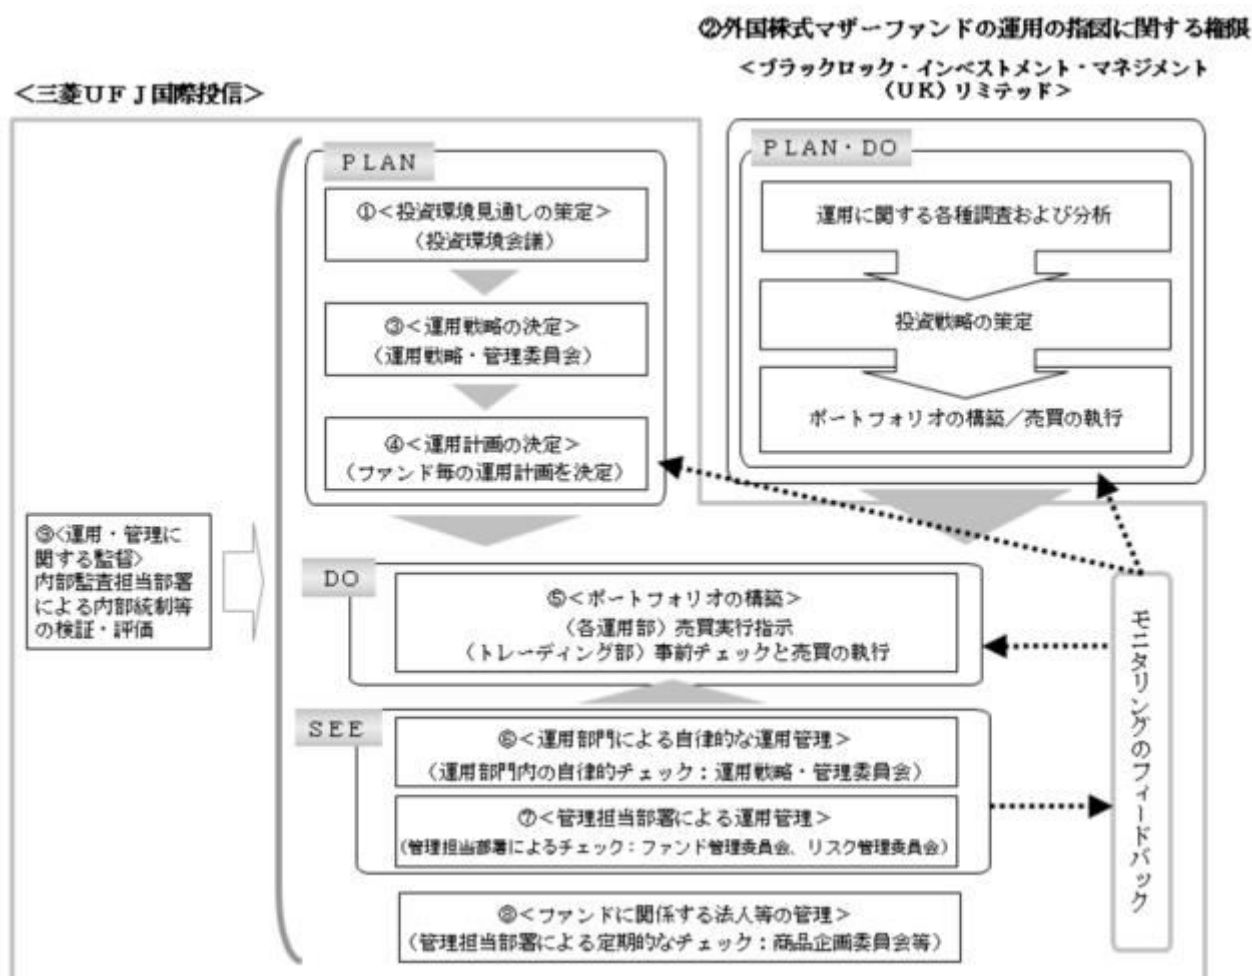 ②外国株式マザーファンドの運用の指図に関する権限
<ブラックロック・インベストメント・マネジメント
(UK)リミテッド>
<三菱UFJ国際投信>
PLAN
①<投資環境見通しの策定>
(投資環境会議)
③<運用戦略の決定>
(運用戦略・管理委員会)
④<運用計画の決定>
(ファンド毎の運用計画を決定)
PLAN・DO
運用に関する各種調査および分析
投資戦略の策定
ポートフォリオの構築/売買の執行
⑨<運用・管理に
関する監督>
内部監査担当部署
による内部統制等
の検証・評価
DO
⑤<ポートフォリオの構築>
(各運用部)売買実行指示
(トレーディング部)事前チェックと売買の執行
SEE
⑥<運用部門による自律的な運用管理>
(運用部門内の自律的チェック:運用戦略・管理委員会)
⑦<管理担当部署による運用管理>
(管理担当部署によるチェック:ファンド管理委員会、リスク管理委員会)
⑧<ファンドに関係する法人等の管理>
(管理担当部署による定期的なチェック:商品企画委員会等)
モニタリングのフィードバック